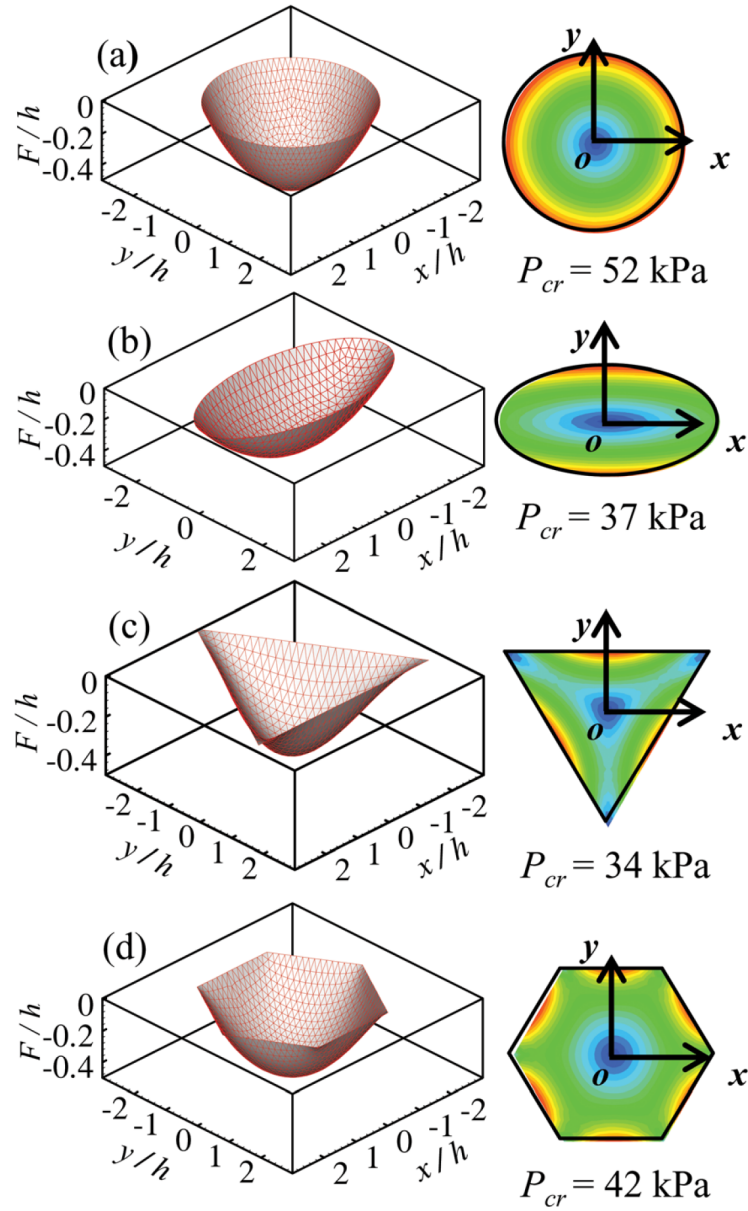 (a)
y
F/h
0
-0.2
-0.4
-2
-1
0
1
2
y/h
2
1
0
-1
-2
x/h
o
x
P_cr = 52 kPa
(b)
y
F/h
0
-0.2
-0.4
-2
0
2
y/h
2
1
0
-1
-2
x/h
o
x
P_cr = 37 kPa
(c)
y
F/h
0
-0.2
-0.4
-2
-1
0
1
2
y/h
2
1
0
-1
-2
x/h
o
x
P_cr = 34 kPa
(d)
y
F/h
0
-0.2
-0.4
-2
-1
0
1
2
y/h
2
1
0
-1
-2
x/h
o
x
P_cr = 42 kPa